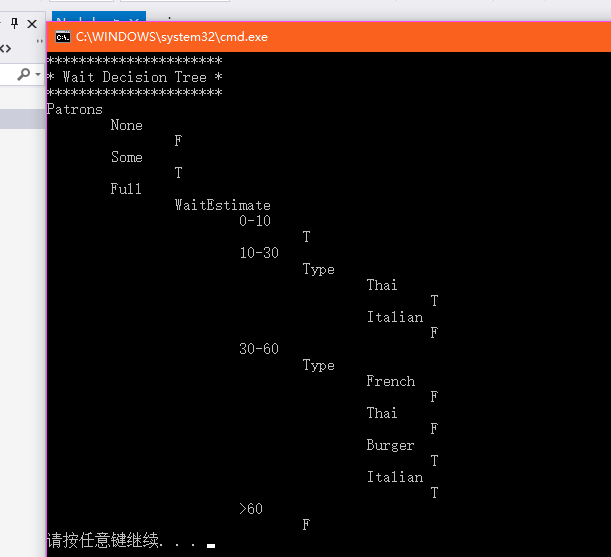 C:\WINDOWS\system32\cmd.exe
**********************
* Wait Decision Tree *
**********************
Patrons
None
F
Some
T
Full
WaitEstimate
0-10
T
10-30
Type
Thai
T
Italian
F
30-60
Type
French
F
Thai
F
Burger
T
Italian
T
>60
F
请按任意键继续. . .